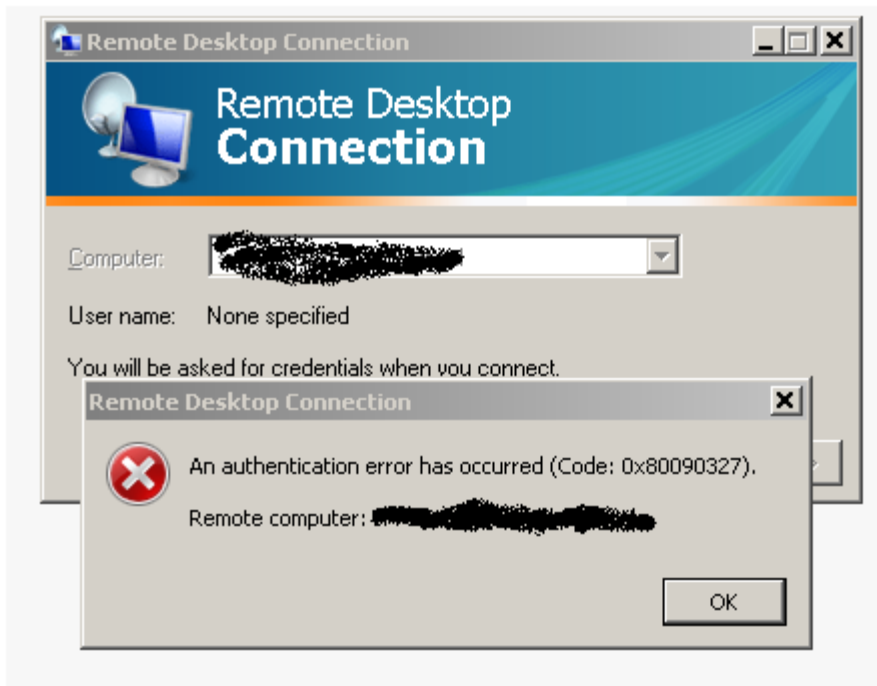 Remote Desktop Connection
Remote Desktop
Connection
Computer:
User name: None specified
You will be asked for credentials when you connect.
Remote Desktop Connection
An authentication error has occurred (Code: 0x80090327).
Remote computer:
OK